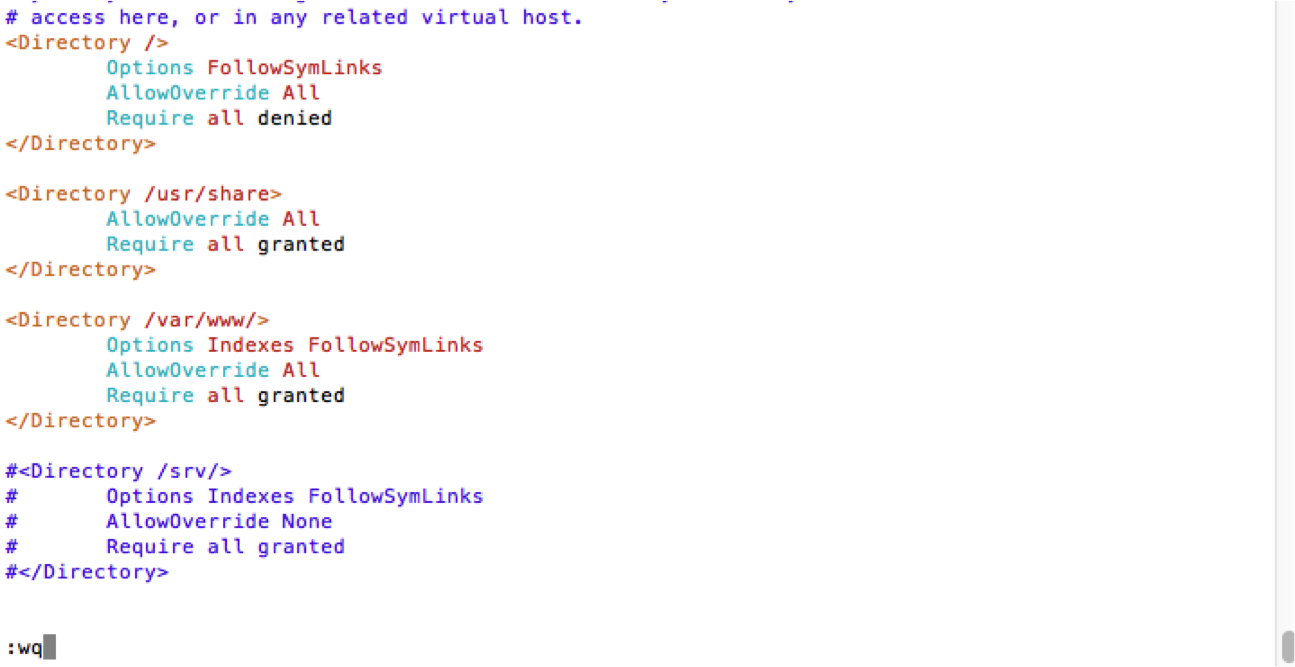 # access here, or in any related virtual host.
<Directory />
        Options FollowSymLinks
        AllowOverride All
        Require all denied
</Directory>

<Directory /usr/share>
        AllowOverride All
        Require all granted
</Directory>

<Directory /var/www/>
        Options Indexes FollowSymLinks
        AllowOverride All
        Require all granted
</Directory>

#<Directory /srv/>
#       Options Indexes FollowSymLinks
#       AllowOverride None
#       Require all granted
#</Directory>

:wq